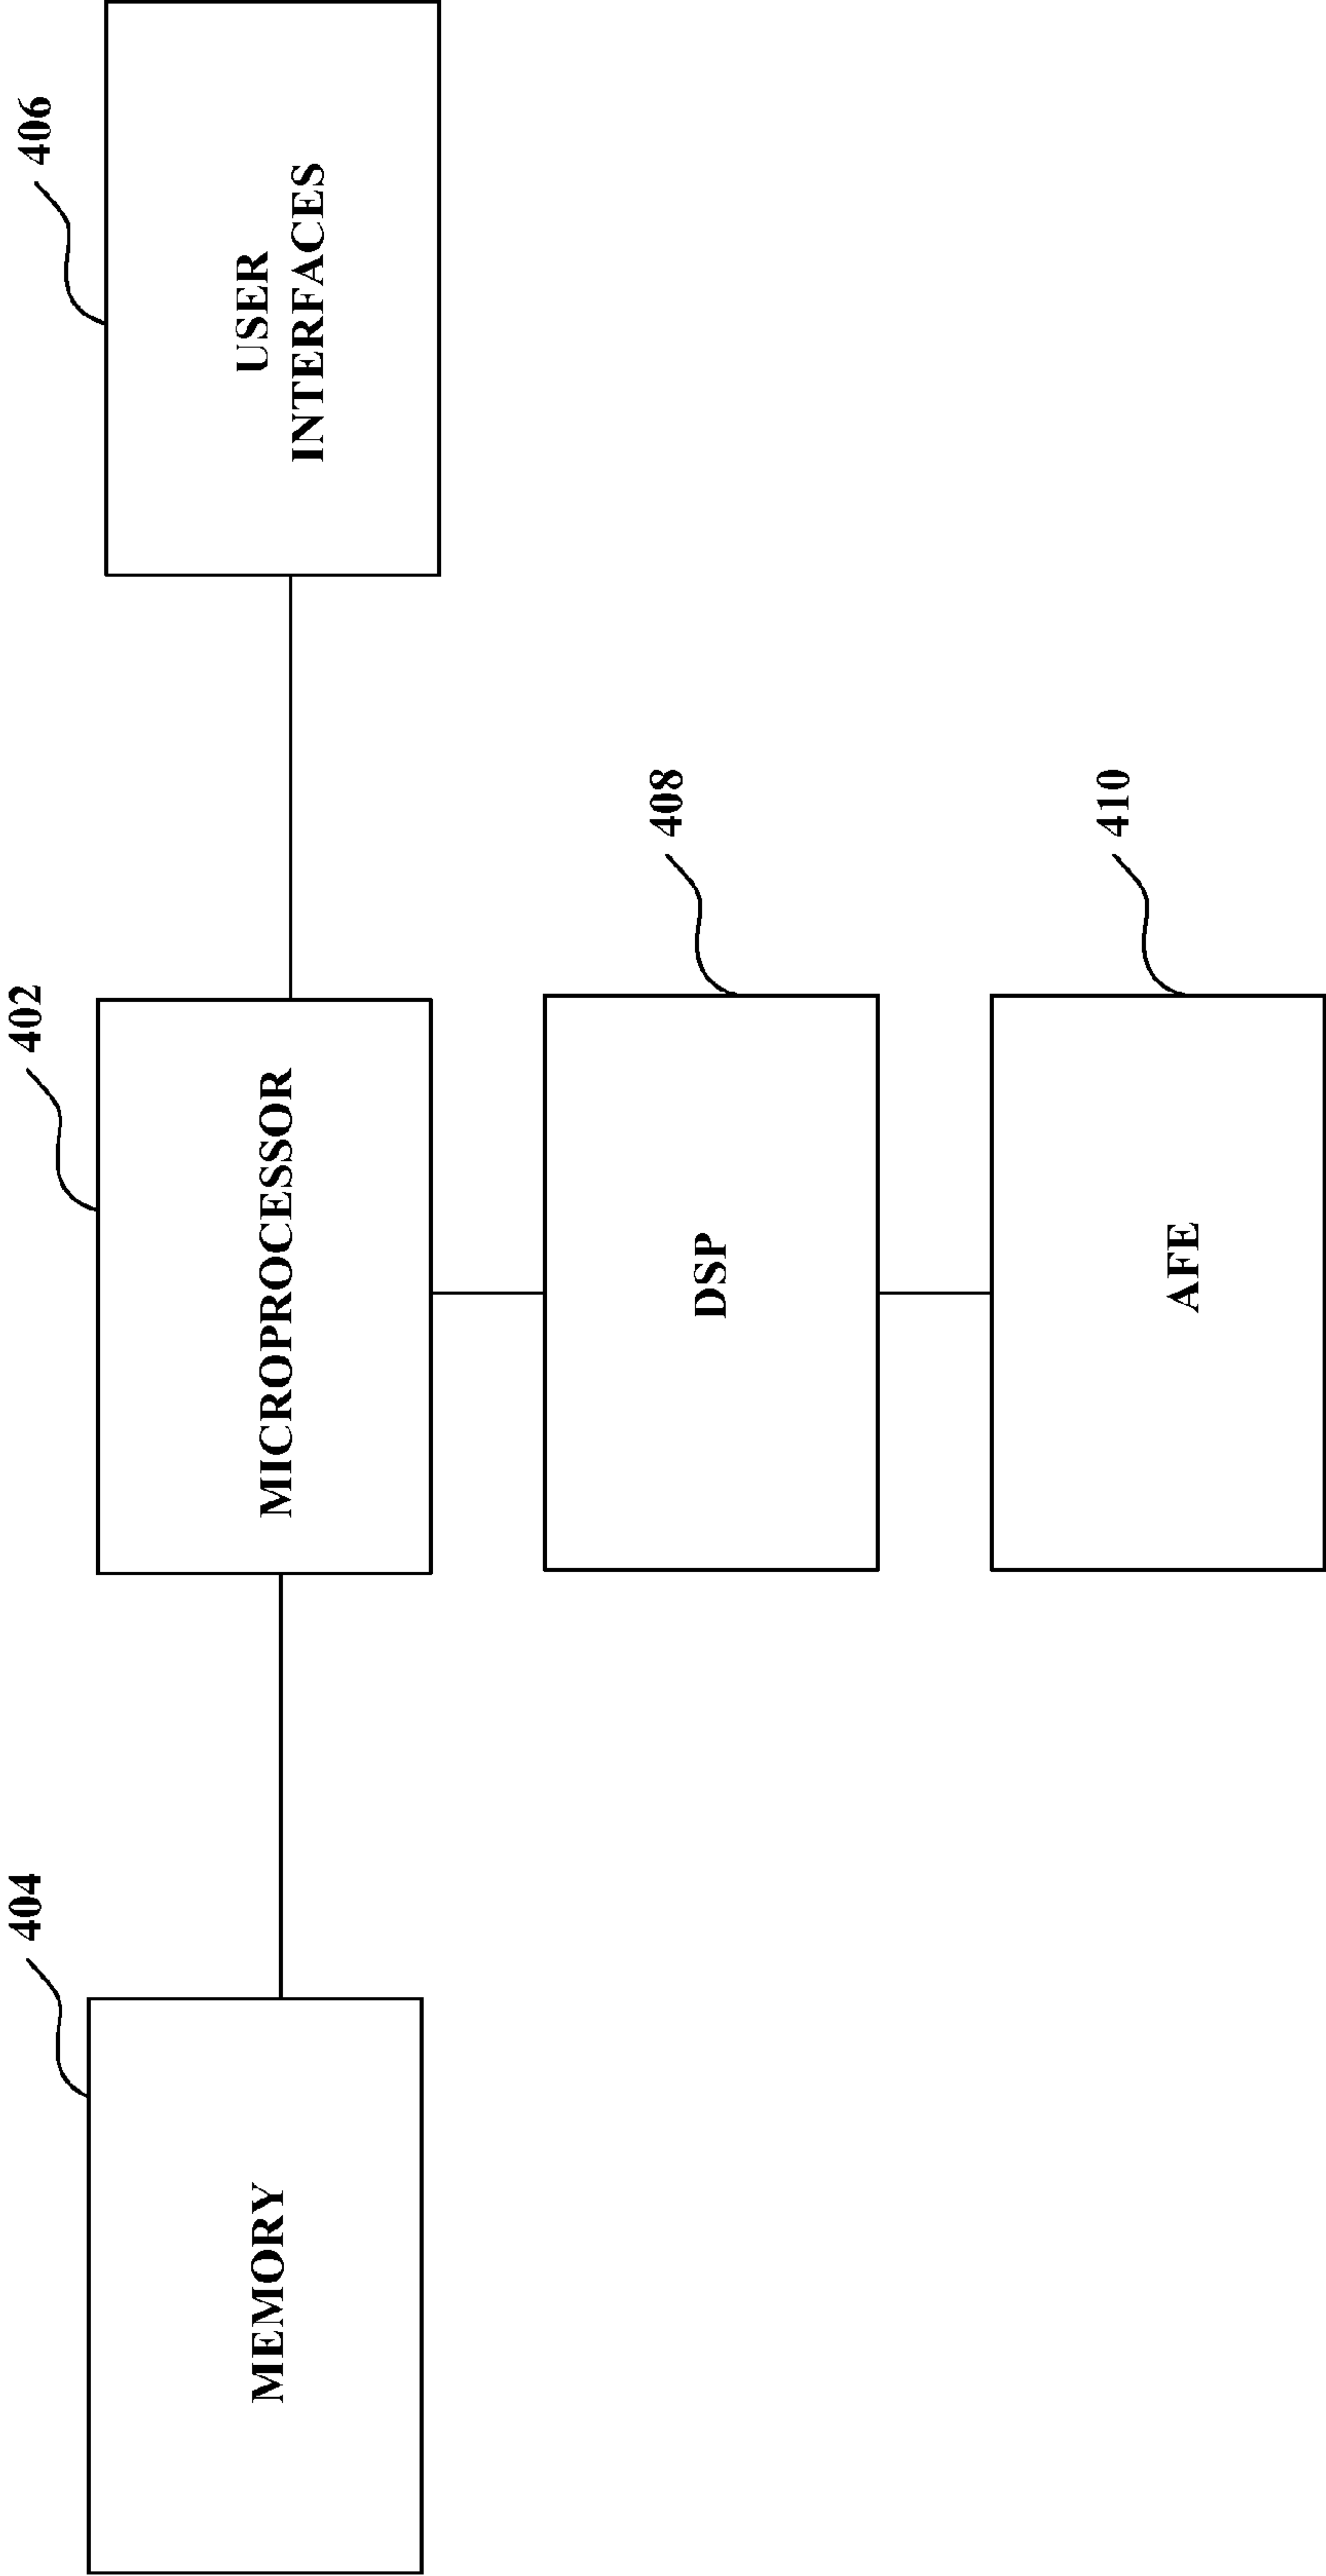 404
402
406
MEMORY
MICROPROCESSOR
USER
INTERFACES
408
DSP
410
AFE